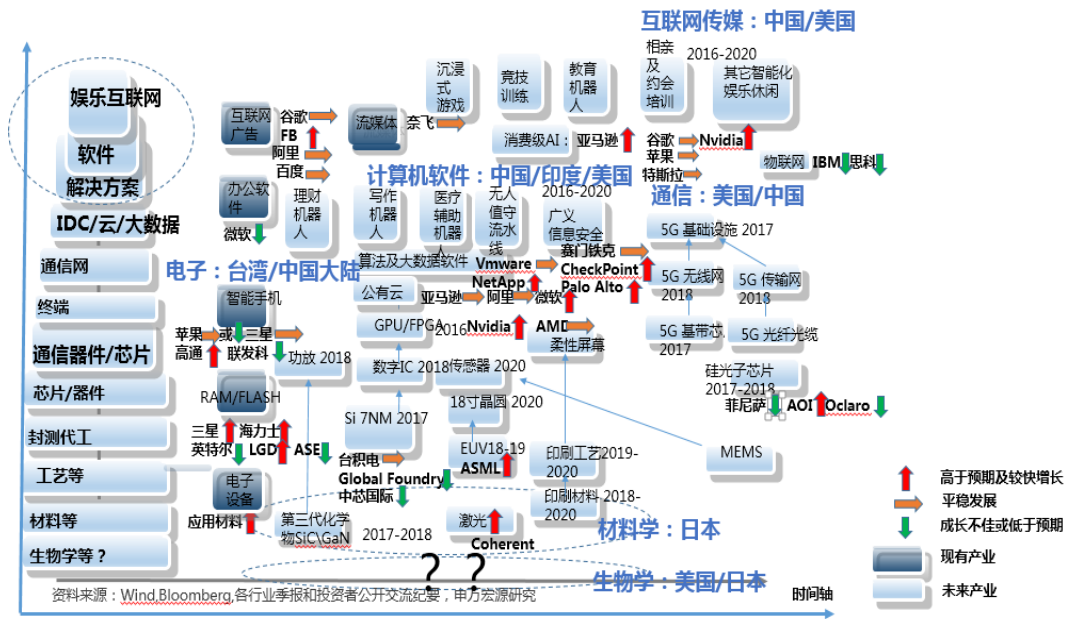 互联网传媒：中国/美国
2016-2020
娱乐互联网
软件
解决方案
IDC/云/大数据
通信网
终端
通信器件/芯片
芯片/器件
封测代工
工艺等
材料等
生物学等？
互联网
广告
谷歌
FB
阿里
百度
流媒体
奈飞
沉浸
式
游戏
竞技
训练
教育
机器
人
相亲
及
约会
培训
其它智能化
娱乐休闲
消费级AI：
亚马逊
谷歌
苹果
特斯拉
Nvidia
物联网
IBM
思科
计算机软件：中国/印度/美国
2016-2020
办公软
件
微软
理财
机器
人
写作
机器
人
医疗
辅助
机器
人
无人
值守
流水
线
广义
信息安全
算法及大数据软件
Vmware
NetApp
赛门铁克
CheckPoint
Palo Alto
通信：美国/中国
5G 基础设施 2017
5G 无线网
2018
5G 传输网
2018
5G 基带芯.
2017
5G 光纤光缆
硅光子芯片
2017-2018
菲尼萨
AOI
Oclaro
电子：台湾/中国大陆
智能手机
苹果
或
三星
高通
联发科
功放 2018
公有云
亚马逊
阿里
微软
GPU/FPGA
2016
Nvidia
AMD
柔性屏幕
数字IC 2018
传感器 2020
18寸晶圆 2020
RAM/FLASH
三星
海力士
英特尔
LGD
ASE
Si 7NM 2017
台积电
Global Foundry
中芯国际
EUV18-19
ASML
印刷工艺2019-
2020
印刷材料 2018-
2020
MEMS
电子
设备
应用材料
第三代化学
物SiC\GaN
2017-2018
激光
Coherent
材料学：日本
? ?
生物学：美国/日本
高于预期及较快增长
平稳发展
成长不佳或低于预期
现有产业
未来产业
时间轴
资料来源：Wind,Bloomberg,各行业季报和投资者公开交流纪要，申万宏源研究